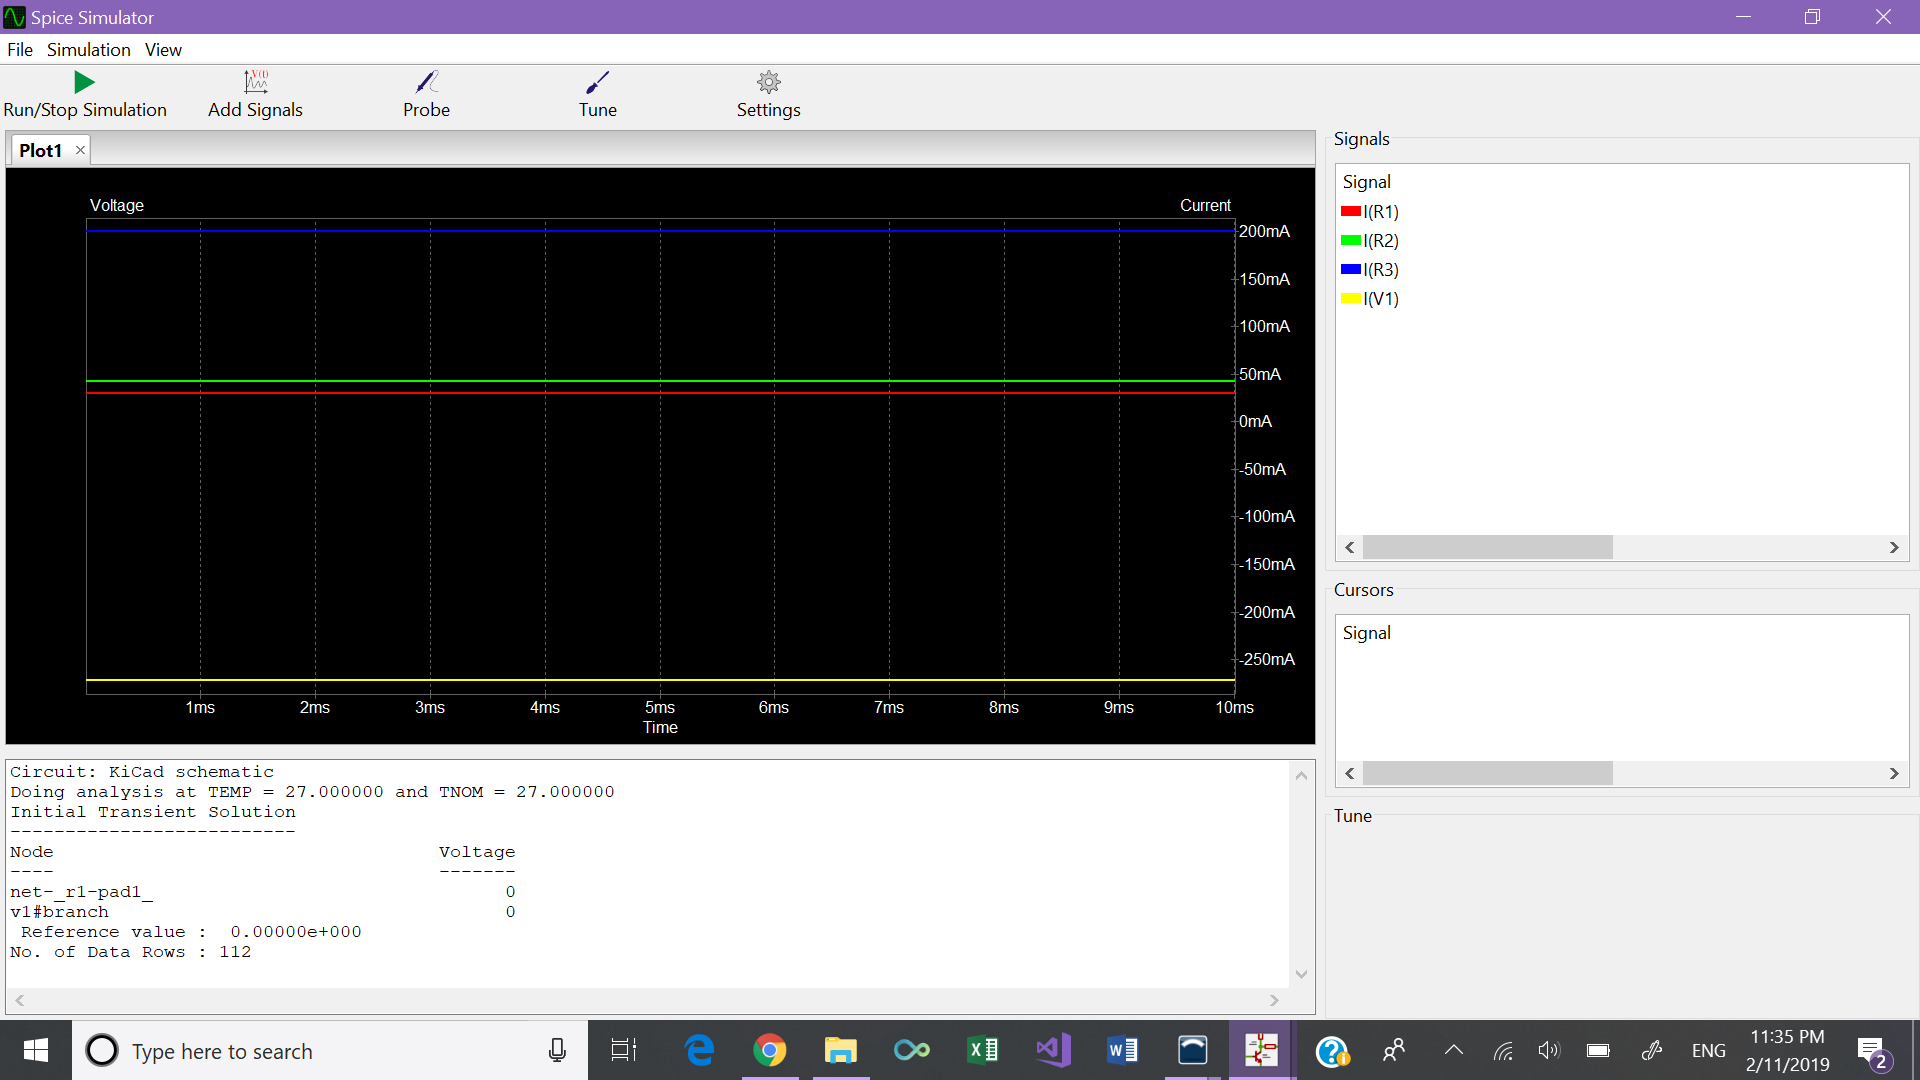 Spice Simulator
File Simulation View
Run/Stop Simulation Add Signals Probe Tune Settings
Plot1
Voltage Current
200mA
150mA
100mA
50mA
0mA
-50mA
-100mA
-150mA
-200mA
-250mA
1ms 2ms 3ms 4ms 5ms 6ms 7ms 8ms 9ms 10ms
Time
Signals
Signal
I(R1)
I(R2)
I(R3)
I(V1)
Cursors
Signal
Tune
Circuit: KiCad schematic
Doing analysis at TEMP = 27.000000 and TNOM = 27.000000
Initial Transient Solution
--------------------------
Node Voltage
---- -------
net-_r1-pad1_ 0
v1#branch 0
Reference value : 0.00000e+000
No. of Data Rows : 112
Type here to search
ENG
11:35 PM
2/11/2019
2